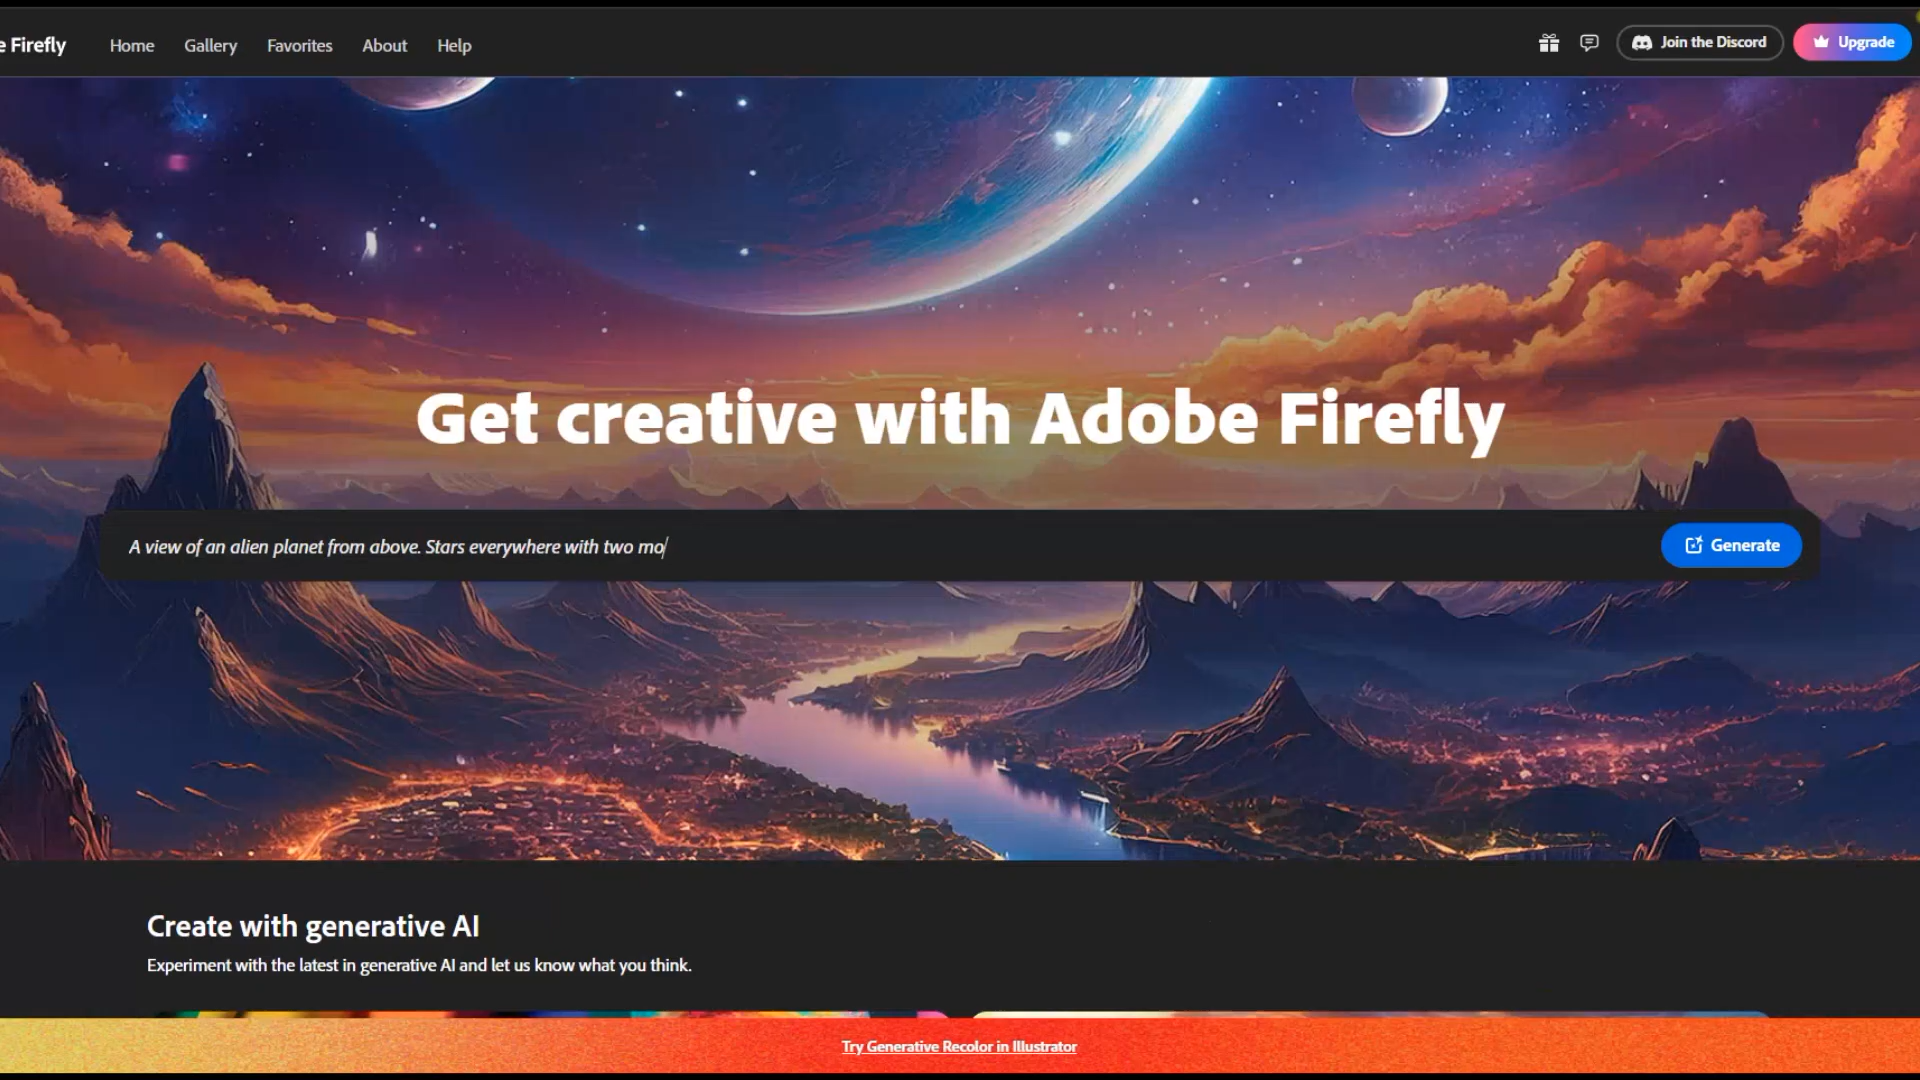 e Firefly
Home
Gallery
Favorites
About
Help
Join the Discord
Upgrade
Get creative with Adobe Firefly
A view of an alien planet from above. Stars everywhere with two mo
Generate
Create with generative AI
Experiment with the latest in generative AI and let us know what you think.
Try Generative Recolor in Illustrator